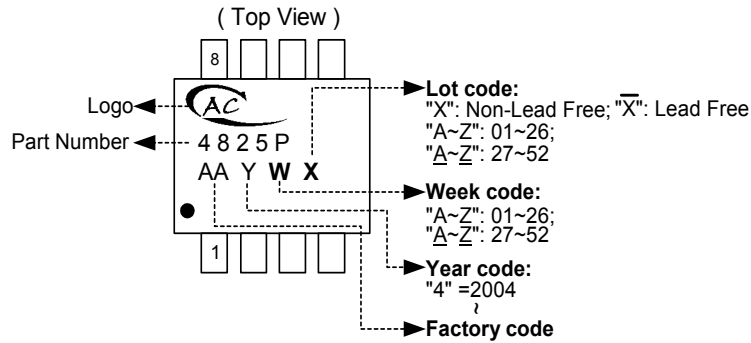 ( Top View )
8
Logo
AC
Part Number
4 8 2 5 P
AA Y W X
1
Lot code:
"X": Non-Lead Free; "X̅": Lead Free
"A~Z": 01~26;
"A̲~Z̲": 27~52
Week code:
"A~Z": 01~26;
"A̲~Z̲": 27~52
Year code:
"4" =2004
~
Factory code